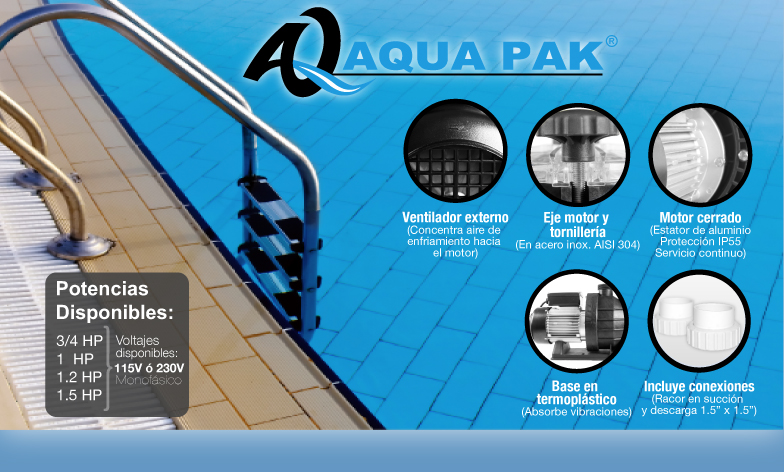 AQUA PAK®
Ventilador externo
(Concentra aire de
enfriamiento hacia
el motor)
Eje motor y
tornillería
(En acero inox. AISI 304)
Motor cerrado
(Estator de aluminio
Protección IP55
Servicio continuo)
Base en
termoplástico
(Absorbe vibraciones)
Incluye conexiones
(Racor en succión
y descarga 1.5” x 1.5”)
Potencias
Disponibles:
3/4 HP
1 HP
1.2 HP
1.5 HP
Voltajes
disponibles:
115V ó 230V
Monofásico